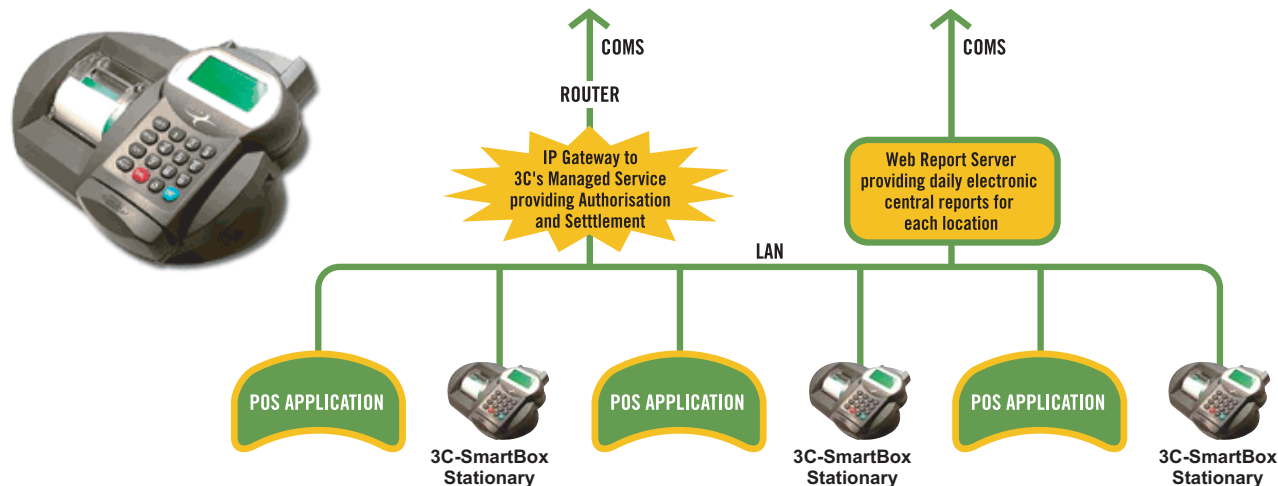 COMS
COMS
ROUTER
IP Gateway to
3C's Managed Service
providing Authorisation
and Setttlement
Web Report Server
providing daily electronic
central reports for
each location
LAN
POS APPLICATION
POS APPLICATION
POS APPLICATION
3C-SmartBox
Stationary
3C-SmartBox
Stationary
3C-SmartBox
Stationary